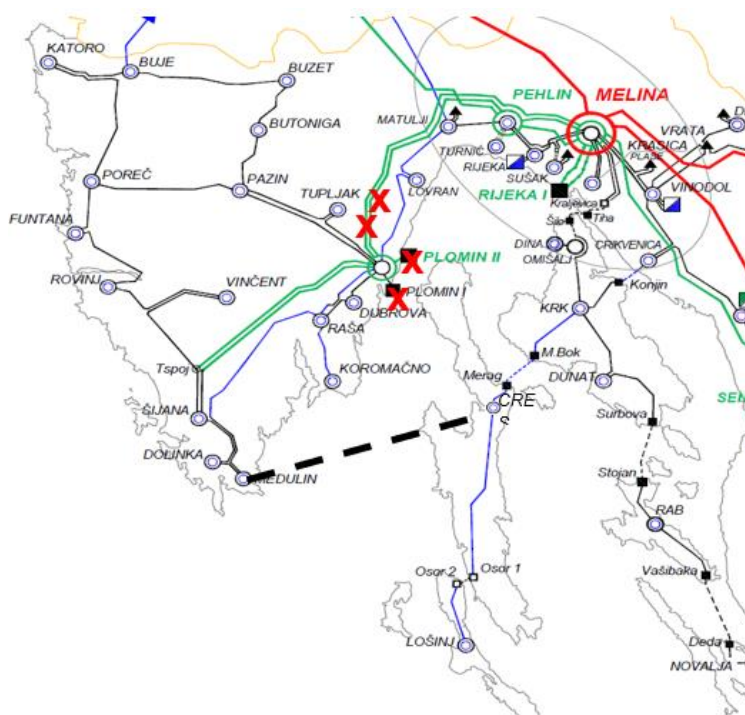 KATORO
BUJE
BUZET
BUTONIGA
POREČ
PAZIN
TUPLJAK
FUNTANA
ROVINJ
VINČENT
Tspoj
ŠIJANA
DOLINKA
MEDULIN
RAŠA
DUBROVA
KOROMAČNO
PLOMIN I
PLOMIN II
LOVRAN
MATULJI
PEHLIN
MELINA
TURNIĆ
RIJEKA
SUŠAK
RIJEKA I
KRASICA
PLASE
VRATA
VINODOL
Kraljevica
Šilo
Tiha
DINA
OMIŠALJ
CRIKVENICA
Konjin
KRK
M.Bok
Merag
CRE
DUNAT
Surbova
Stojan
RAB
Vašibaka
Deda
NOVALJA
Osor 2
Osor 1
LOŠINJ
X
X
X
X